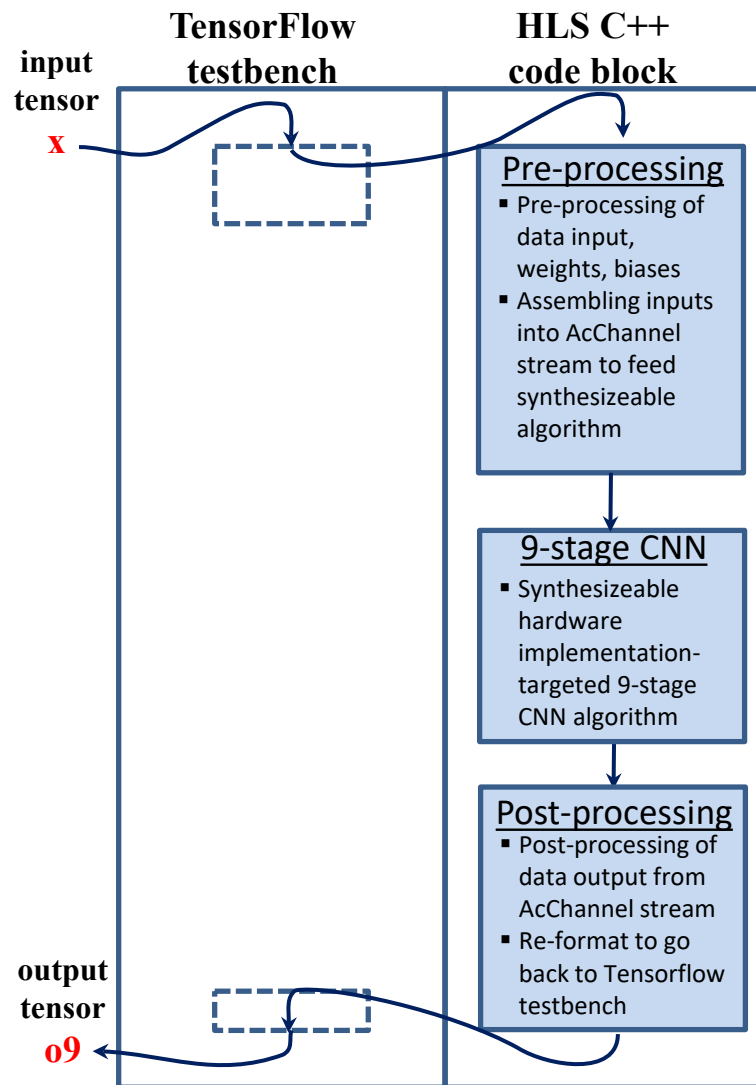 TensorFlow
testbench
HLS C++
code block
input
tensor
x
Pre-processing
▪ Pre-processing of
data input,
weights, biases
▪ Assembling inputs
into AcChannel
stream to feed
synthesizeable
algorithm
9-stage CNN
▪ Synthesizeable
hardware
implementation-
targeted 9-stage
CNN algorithm
Post-processing
▪ Post-processing of
data output from
AcChannel stream
▪ Re-format to go
back to Tensorflow
testbench
output
tensor
o9